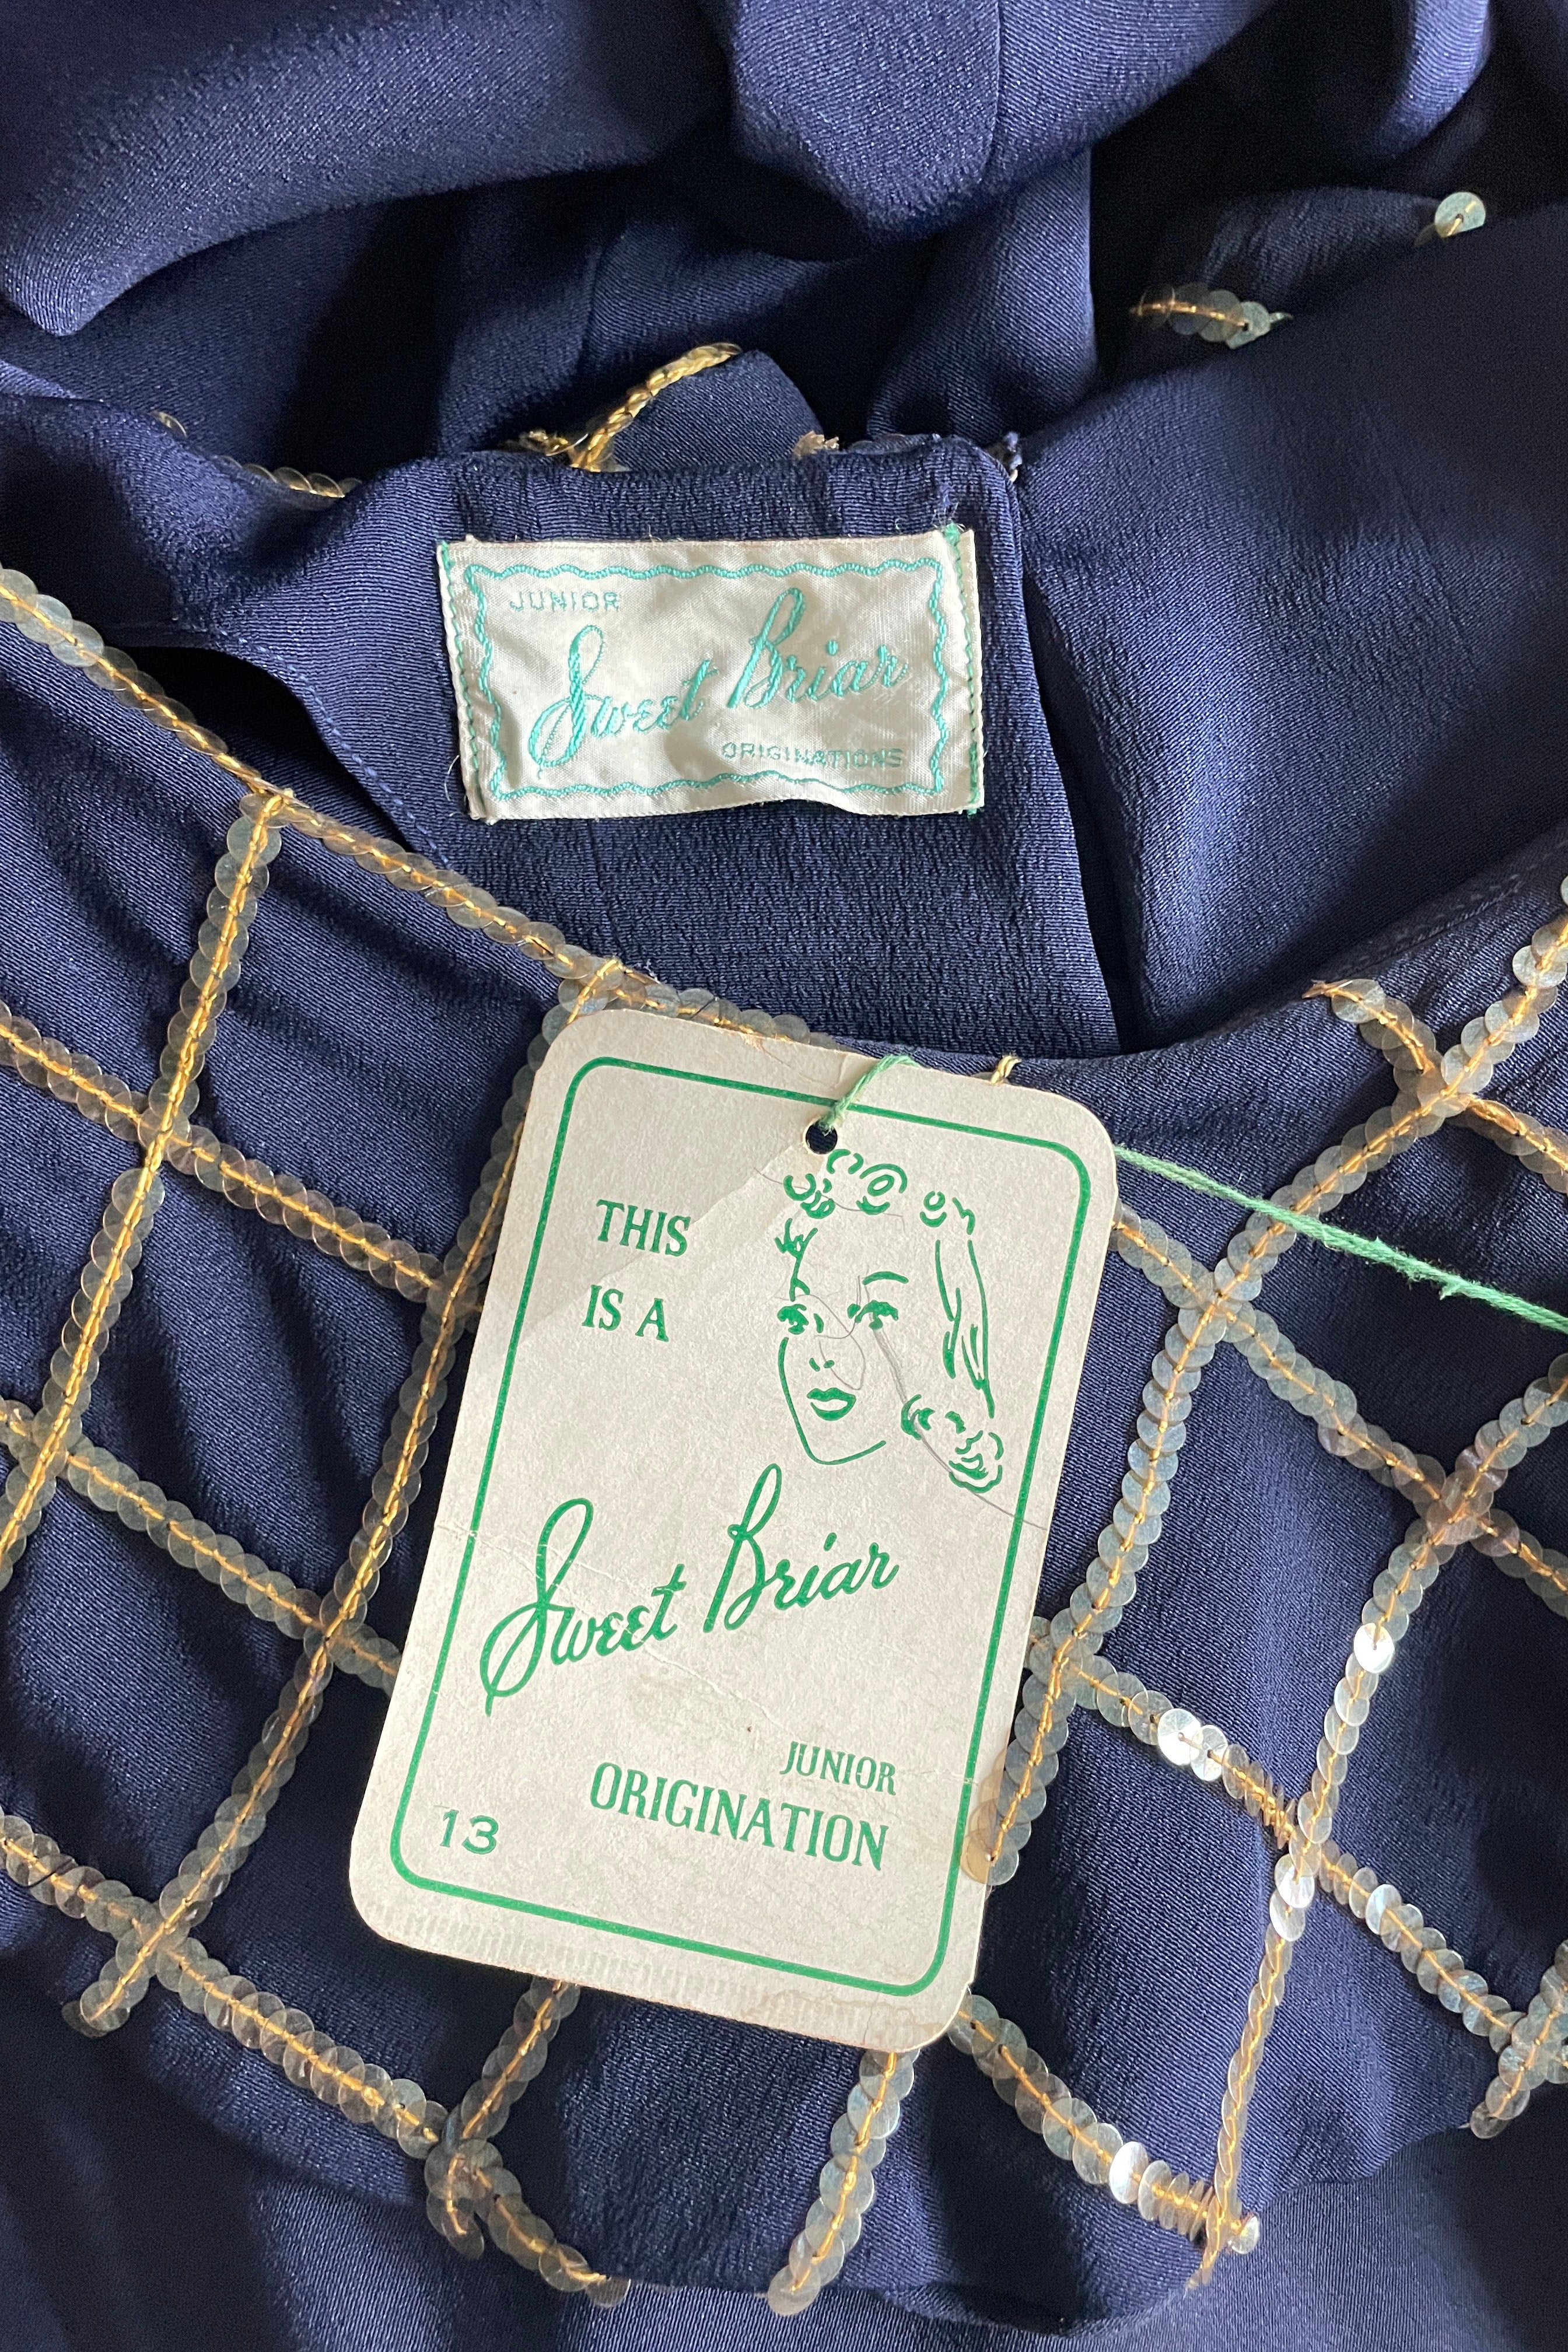 JUNIOR
Sweet Briar
ORIGINATIONS
THIS
IS A
Sweet Briar
JUNIOR
ORIGINATION
13